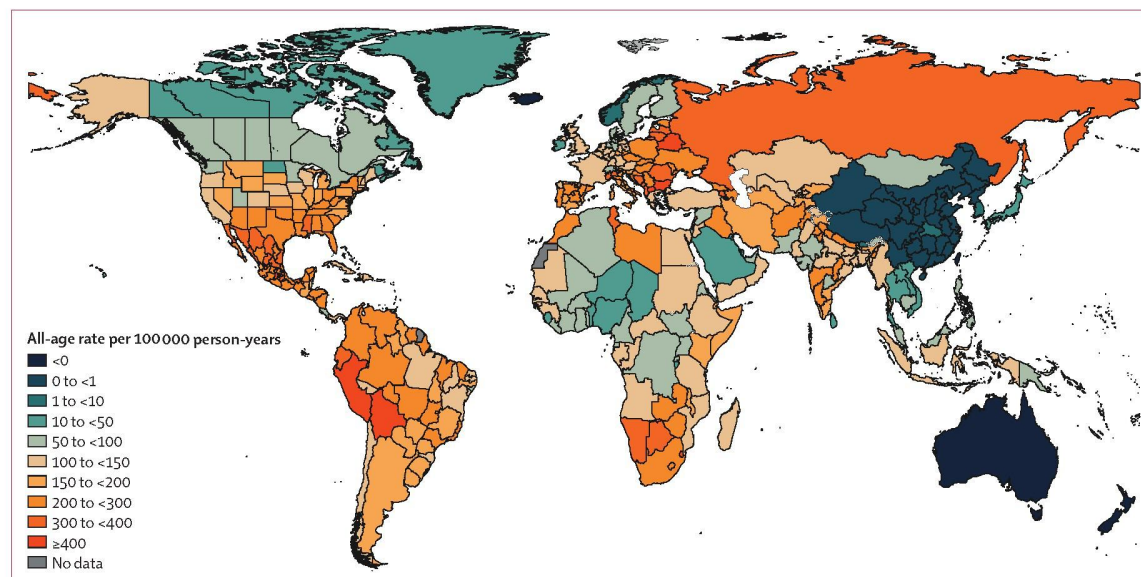 All-age rate per 100 000 person-years
<0
0 to <1
1 to <10
10 to <50
50 to <100
100 to <150
150 to <200
200 to <300
300 to <400
≥400
No data